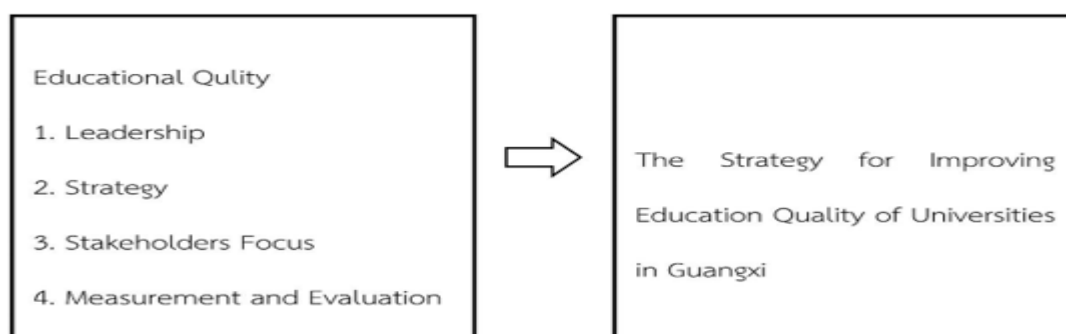 Educational Qulity
1. Leadership
2. Strategy
3. Stakeholders Focus
4. Measurement and Evaluation
The Strategy for Improving
Education Quality of Universities
in Guangxi